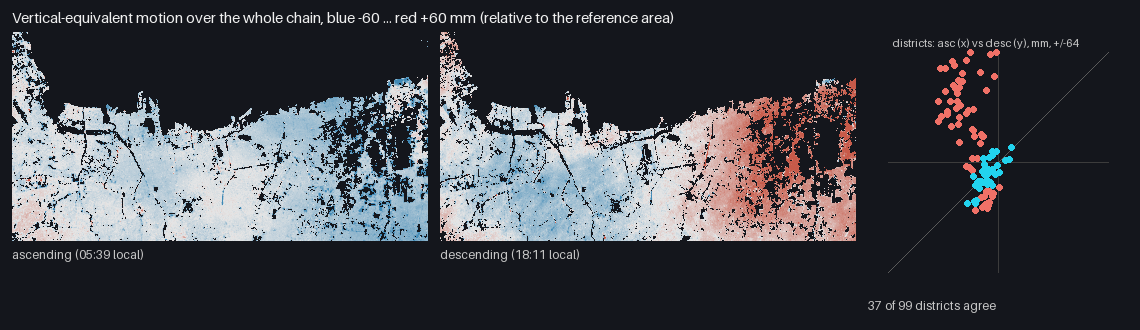 Vertical-equivalent motion over the whole chain, blue -60 ... red +60 mm (relative to the reference area)
districts: asc (x) vs desc (y), mm, +/-64
ascending (05:39 local)
descending (18:11 local)
37 of 99 districts agree